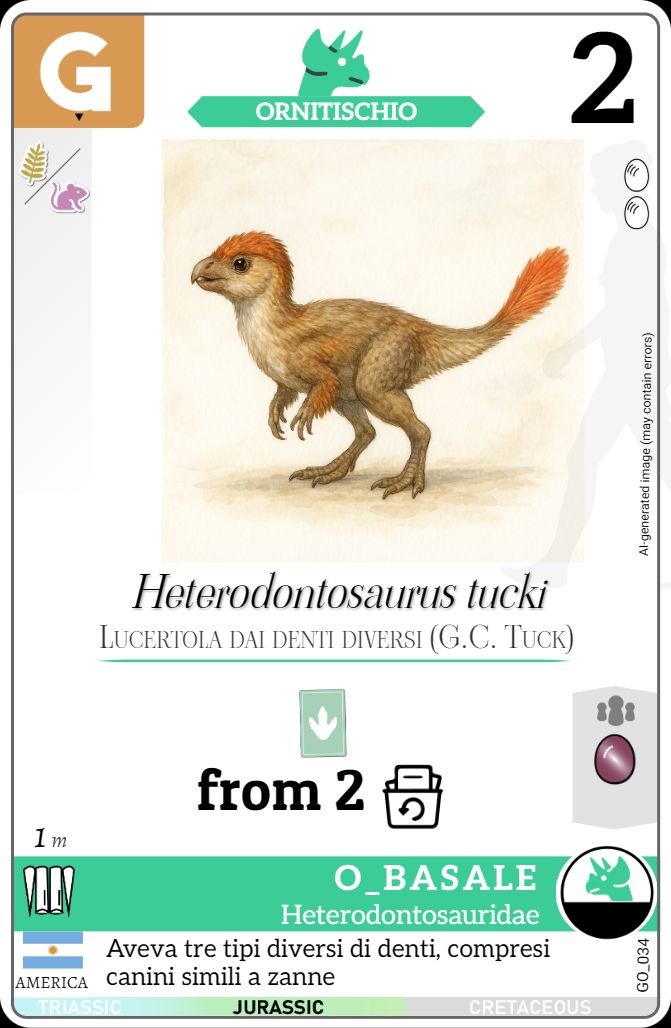 G
ORNITISCHIO
2
AI-generated image (may contain errors)
Heterodontosaurus tucki
Lucertola dai denti diversi (G.C. Tuck)
from 2
1 m
O_BASALE
Heterodontosauridae
AMERICA
Aveva tre tipi diversi di denti, compresi
canini simili a zanne
GO_034
TRIASSIC
JURASSIC
CRETACEOUS